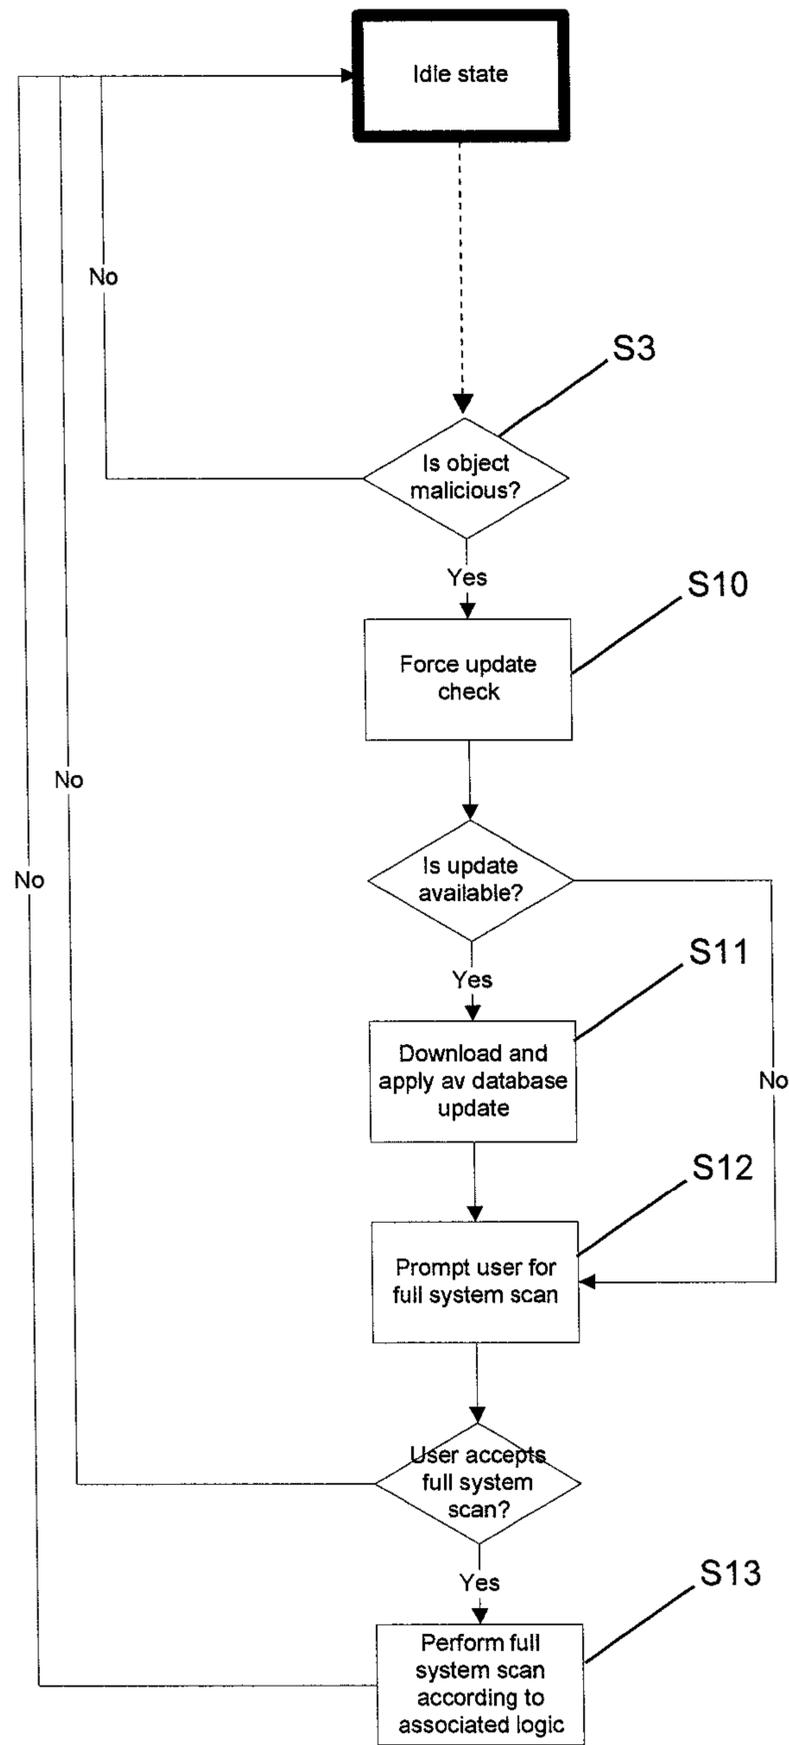 Idle state
No
S3
Is object
malicious?
Yes
S10
Force update
check
No
Is update
available?
No
S11
Yes
Download and
apply av database
update
No
S12
Prompt user for
full system scan
User accepts
full system
scan?
Yes
S13
Perform full
system scan
according to
associated logic